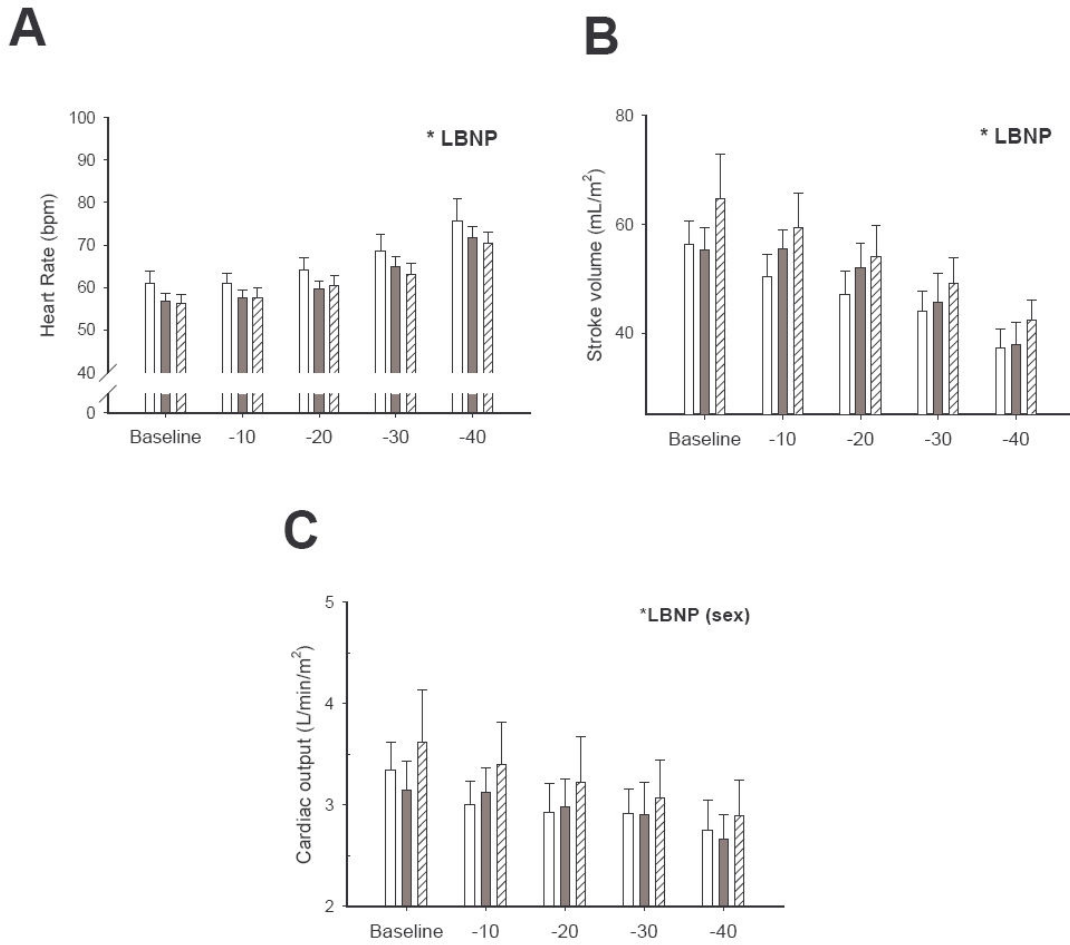 A
Heart Rate (bpm)
100
90
80
70
60
50
40
0
* LBNP
Baseline -10 -20 -30 -40
B
Stroke volume (mL/m²)
80
60
40
* LBNP
Baseline -10 -20 -30 -40
C
Cardiac output (L/min/m²)
5
4
3
2
*LBNP (sex)
Baseline -10 -20 -30 -40